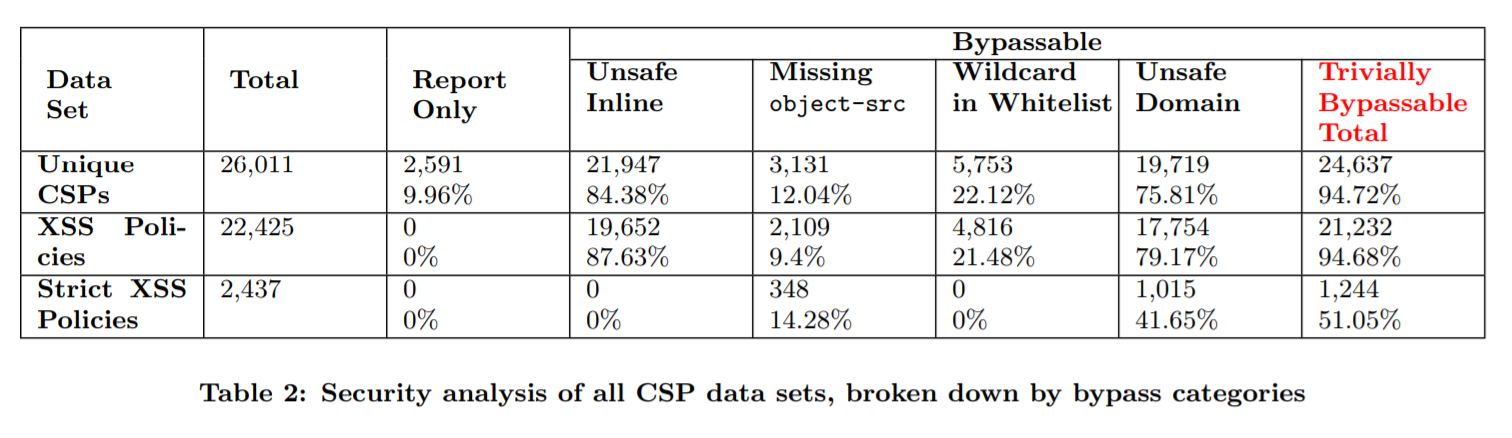 Bypassable
Data Set
Total
Report Only
Unsafe Inline
Missing object-src
Wildcard in Whitelist
Unsafe Domain
Trivially Bypassable Total
Unique CSPs
26,011
2,591
9.96%
21,947
84.38%
3,131
12.04%
5,753
22.12%
19,719
75.81%
24,637
94.72%
XSS Poli-
cies
22,425
0
0%
19,652
87.63%
2,109
9.4%
4,816
21.48%
17,754
79.17%
21,232
94.68%
Strict XSS
Policies
2,437
0
0%
0
0%
348
14.28%
0
0%
1,015
41.65%
1,244
51.05%
Table 2: Security analysis of all CSP data sets, broken down by bypass categories